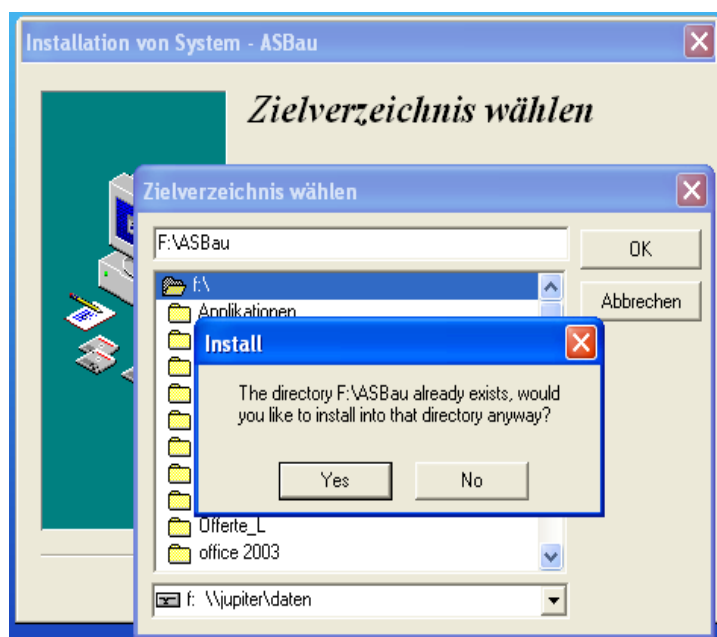 Installation von System - ASBau
Zielverzeichnis wählen
Zielverzeichnis wählen
F:\ASBau
OK
f:\
Abbrechen
Applikationen
Install
The directory F:\ASBau already exists, would
you like to install into that directory anyway?
Yes
No
Offerte_L
office 2003
f: \\jupiter\daten